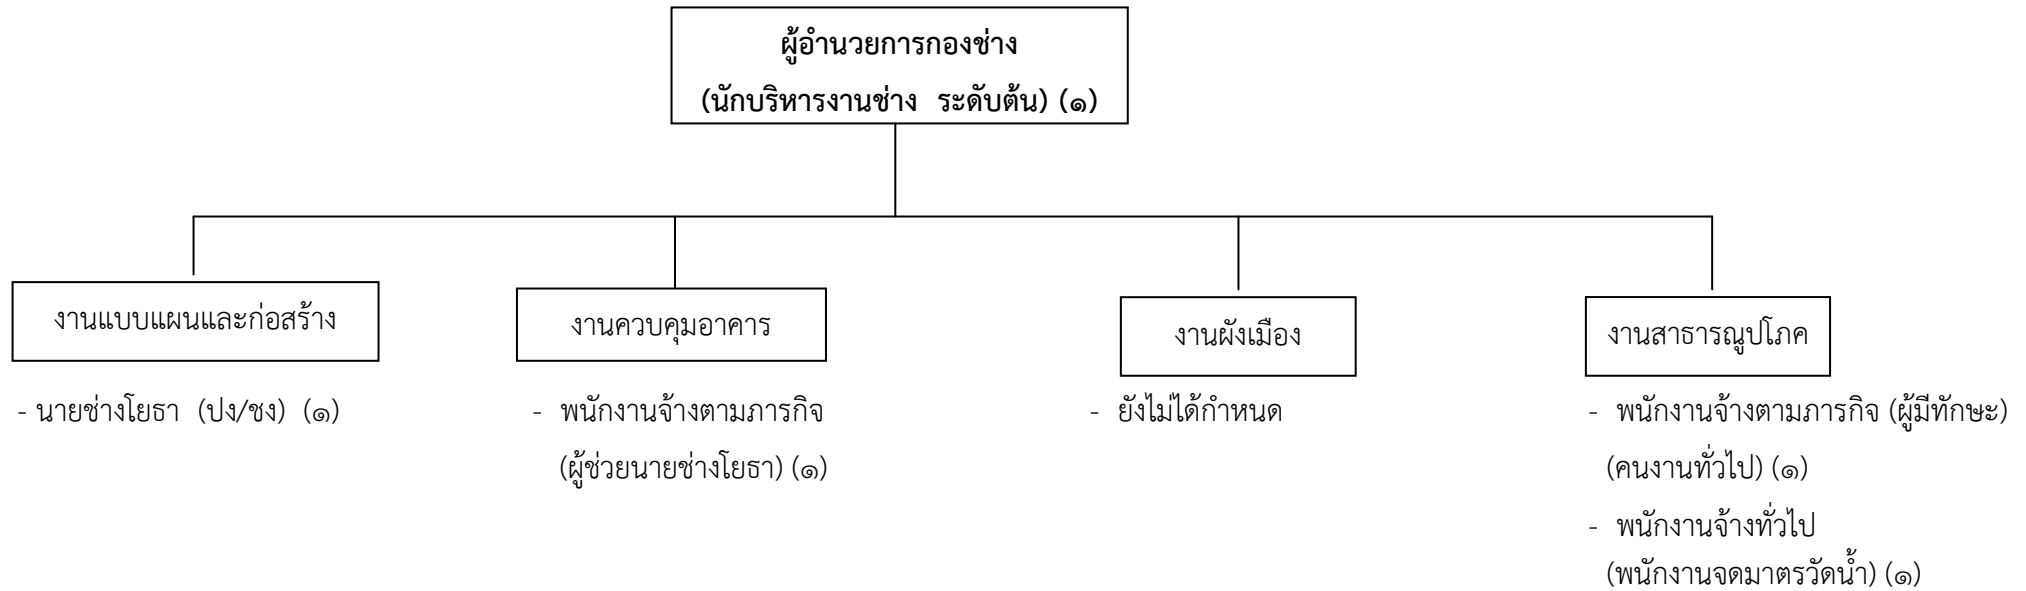 ผู้อำนวยการกองช่าง
(นักบริหารงานช่าง ระดับต้น) (๑)
งานแบบแผนและก่อสร้าง
- นายช่างโยธา (ปง/ชง) (๑)
งานควบคุมอาคาร
- พนักงานจ้างตามภารกิจ
(ผู้ช่วยนายช่างโยธา) (๑)
งานผังเมือง
- ยังไม่ได้กำหนด
งานสาธารณูปโภค
- พนักงานจ้างตามภารกิจ (ผู้มีทักษะ)
(คนงานทั่วไป) (๑)
- พนักงานจ้างทั่วไป
(พนักงานจดมาตรวัดน้ำ) (๑)